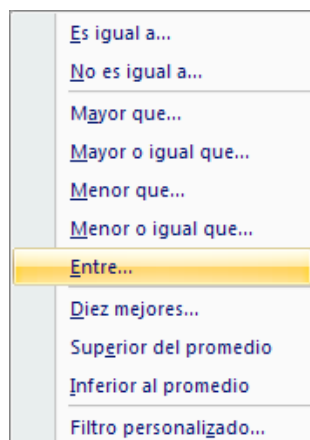 Es igual a...
No es igual a...
Mayor que...
Mayor o igual que...
Menor que...
Menor o igual que...
Entre...
Diez mejores...
Superior del promedio
Inferior al promedio
Filtro personalizado...